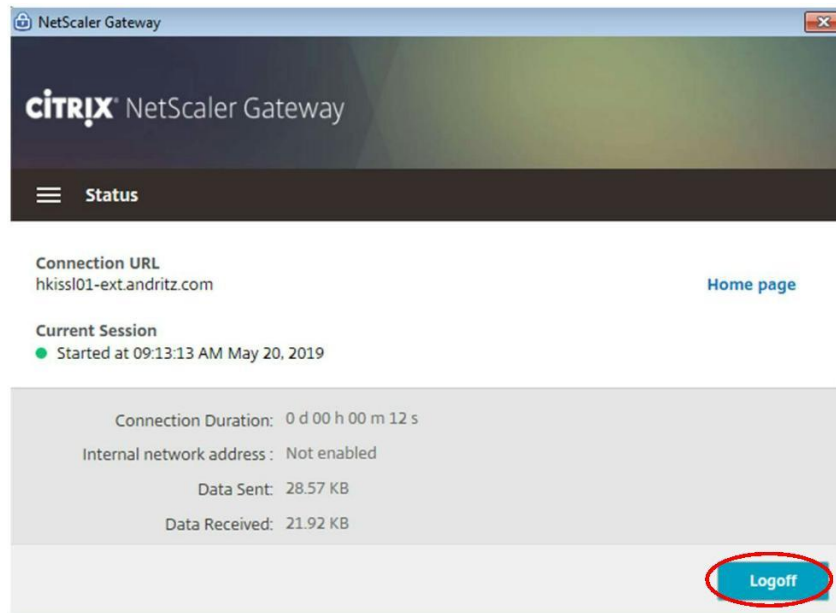 NetScaler Gateway
CİTRIX® NetScaler Gateway
Status
Connection URL
hkissl01-ext.andritz.com
Home page
Current Session
Started at 09:13:13 AM May 20, 2019
Connection Duration: 0 d 00 h 00 m 12 s
Internal network address : Not enabled
Data Sent: 28.57 KB
Data Received: 21.92 KB
Logoff